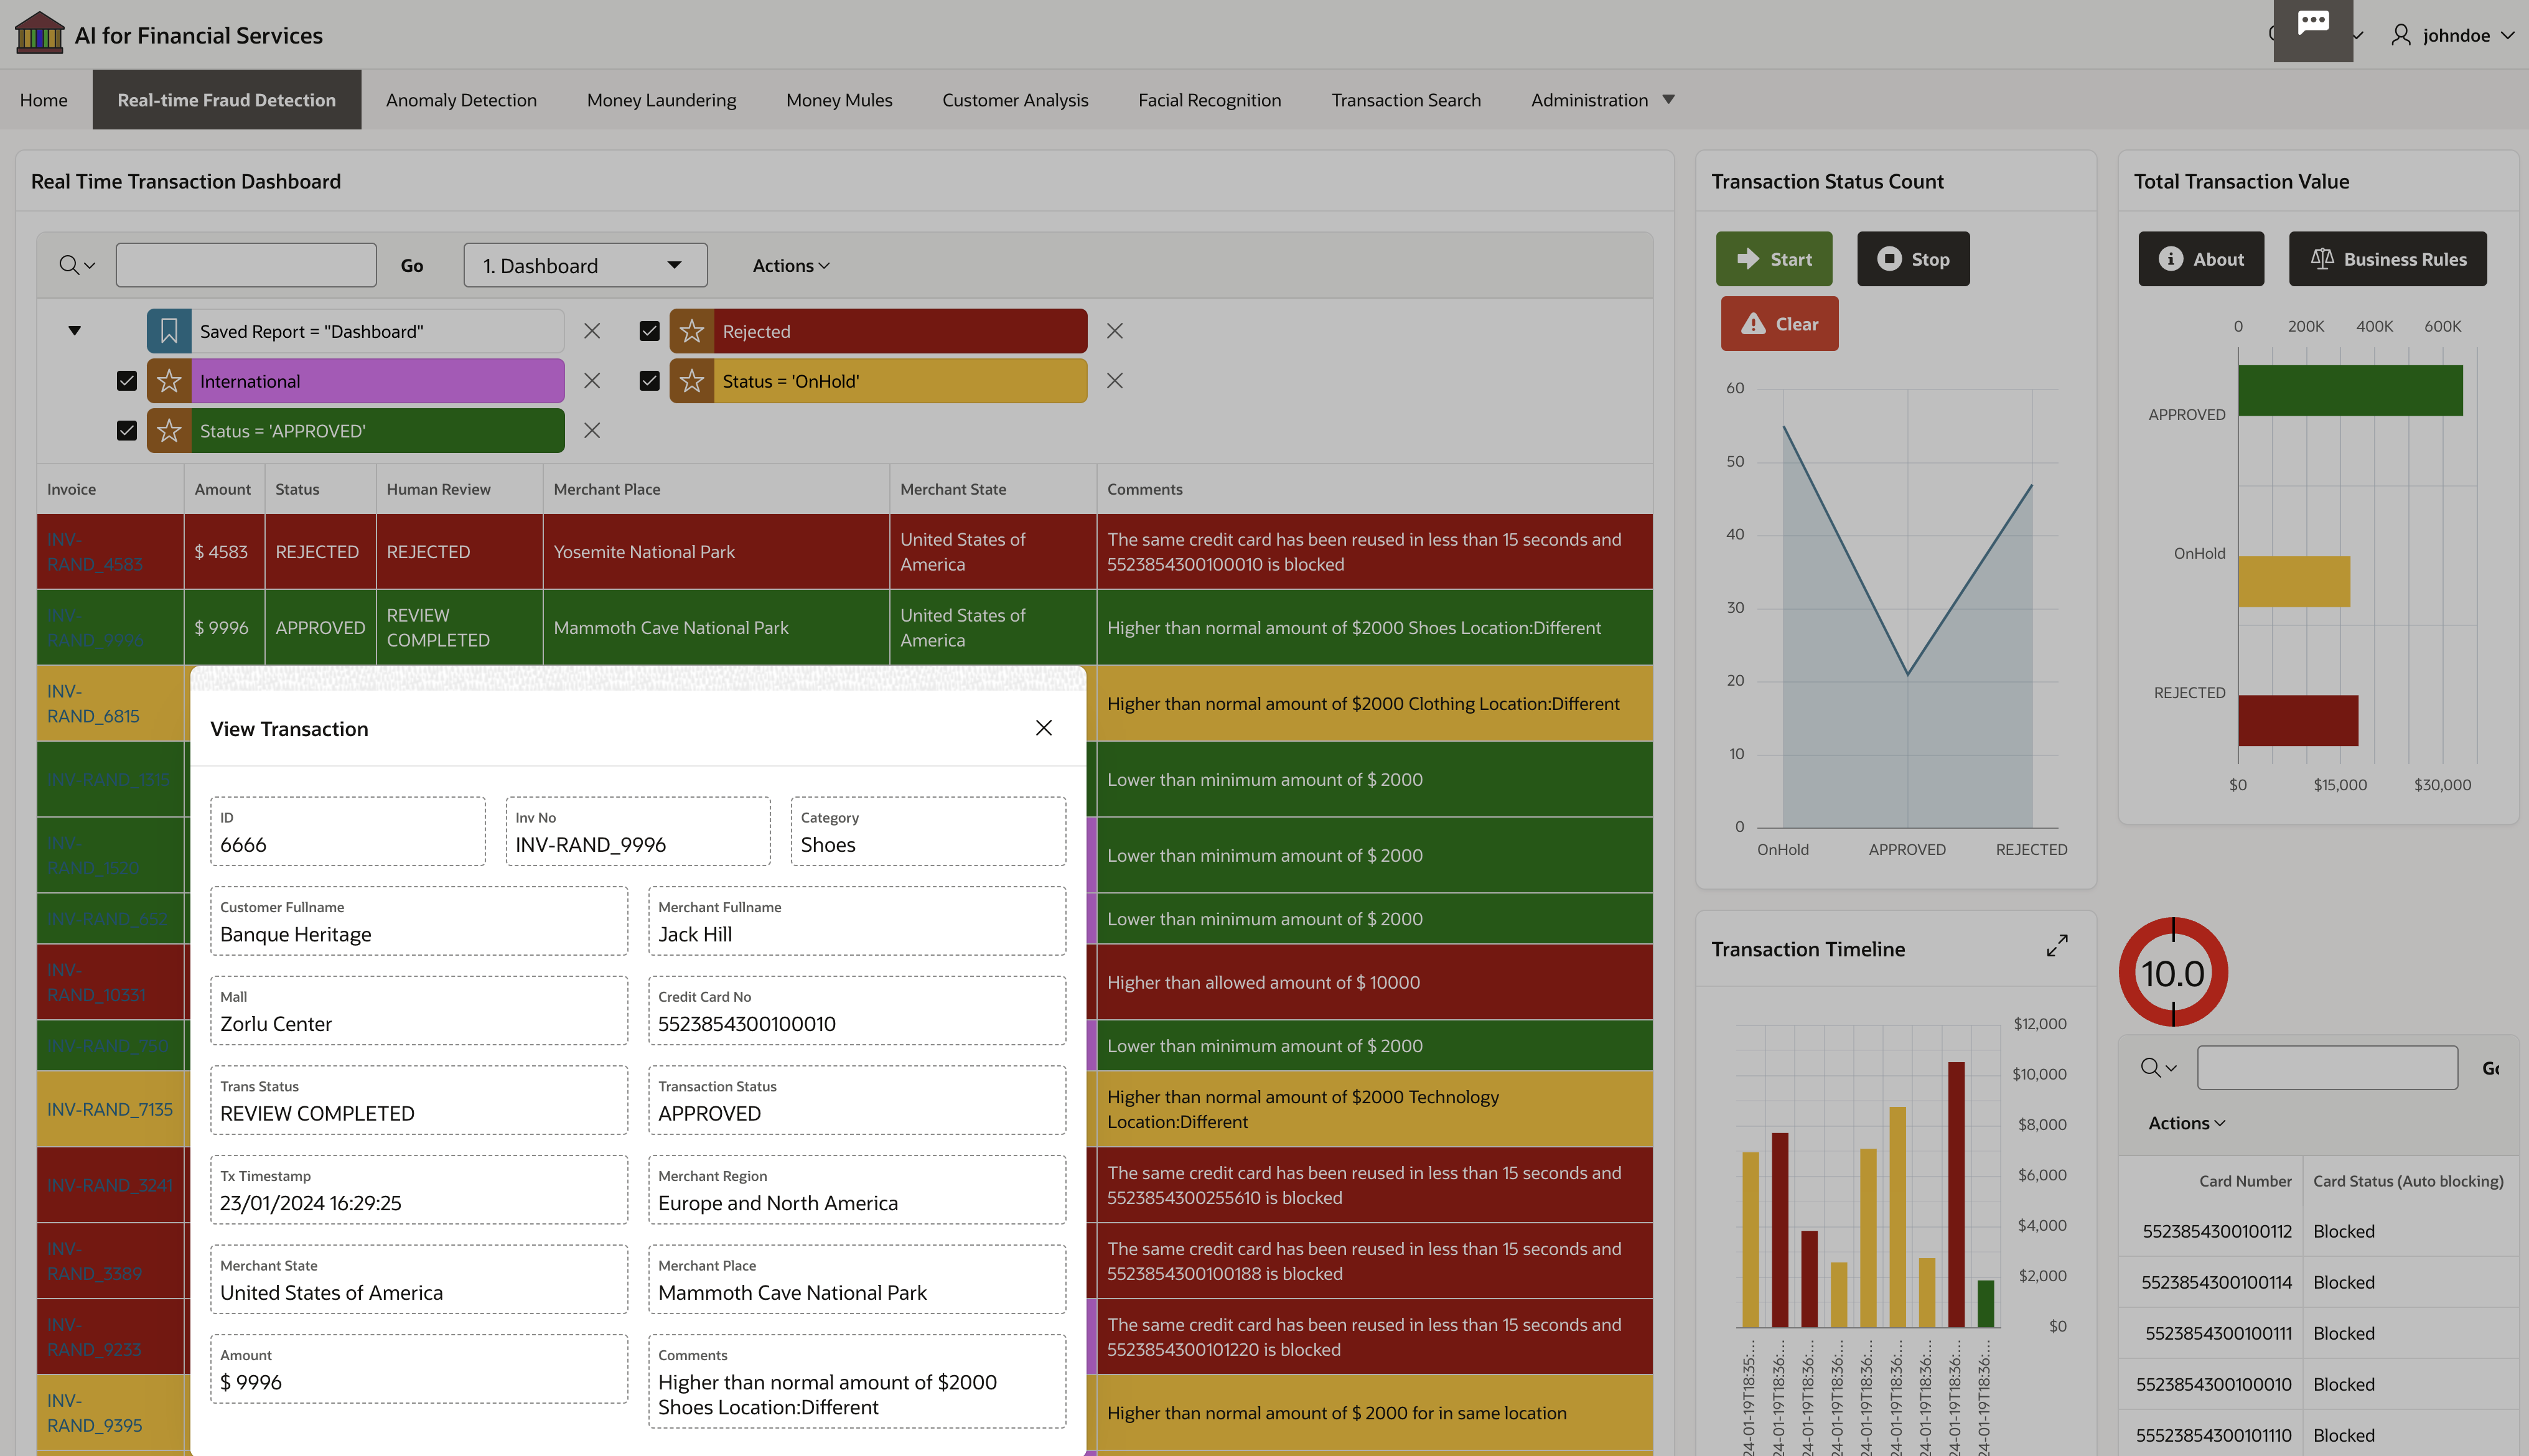 AI for Financial Services
johndoe
Home
Real-time Fraud Detection
Anomaly Detection
Money Laundering
Money Mules
Customer Analysis
Facial Recognition
Transaction Search
Administration
Real Time Transaction Dashboard
Go
1. Dashboard
Actions
Saved Report = "Dashboard"
Rejected
International
Status = 'OnHold'
Status = 'APPROVED'
Invoice
Amount
Status
Human Review
Merchant Place
Merchant State
Comments
INV-
RAND_4583
$ 4583
REJECTED
REJECTED
Yosemite National Park
United States of
America
The same credit card has been reused in less than 15 seconds and
5523854300100010 is blocked
INV-
RAND_9996
$ 9996
APPROVED
REVIEW
COMPLETED
Mammoth Cave National Park
United States of
America
Higher than normal amount of $2000 Shoes Location:Different
INV-
RAND_6815
Higher than normal amount of $2000 Clothing Location:Different
Lower than minimum amount of $ 2000
INV-
Lower than minimum amount of $ 2000
Lower than minimum amount of $ 2000
INV-
RAND_10331
Higher than allowed amount of $ 10000
INV-RAND_750
Lower than minimum amount of $ 2000
INV-RAND_7135
Higher than normal amount of $2000 Technology
Location:Different
INV-RAND_3241
The same credit card has been reused in less than 15 seconds and
5523854300255610 is blocked
INV-
RAND_3389
The same credit card has been reused in less than 15 seconds and
5523854300100188 is blocked
INV-
RAND_9233
The same credit card has been reused in less than 15 seconds and
5523854300101220 is blocked
INV-
RAND_9395
Higher than normal amount of $ 2000 for in same location
View Transaction
ID
6666
Inv No
INV-RAND_9996
Category
Shoes
Customer Fullname
Banque Heritage
Merchant Fullname
Jack Hill
Mall
Zorlu Center
Credit Card No
5523854300100010
Trans Status
REVIEW COMPLETED
Transaction Status
APPROVED
Tx Timestamp
23/01/2024 16:29:25
Merchant Region
Europe and North America
Merchant State
United States of America
Merchant Place
Mammoth Cave National Park
Amount
$ 9996
Comments
Higher than normal amount of $2000
Shoes Location:Different
Transaction Status Count
Start
Stop
Clear
60
50
40
30
20
10
0
OnHold
APPROVED
REJECTED
Total Transaction Value
About
Business Rules
0
200K
400K
600K
APPROVED
OnHold
REJECTED
$0
$15,000
$30,000
Transaction Timeline
$12,000
$10,000
$8,000
$6,000
$4,000
$2,000
$0
24-01-19T18:35:...
24-01-19T18:36:...
24-01-19T18:36:...
24-01-19T18:36:...
24-01-19T18:36:...
24-01-19T18:36:...
24-01-19T18:36:...
24-01-19T18:36:...
24-01-19T18:36:...
10.0
Actions
Card Number
Card Status (Auto blocking)
5523854300100112
Blocked
5523854300100114
Blocked
5523854300100111
Blocked
5523854300100010
Blocked
55523854300101110
Blocked